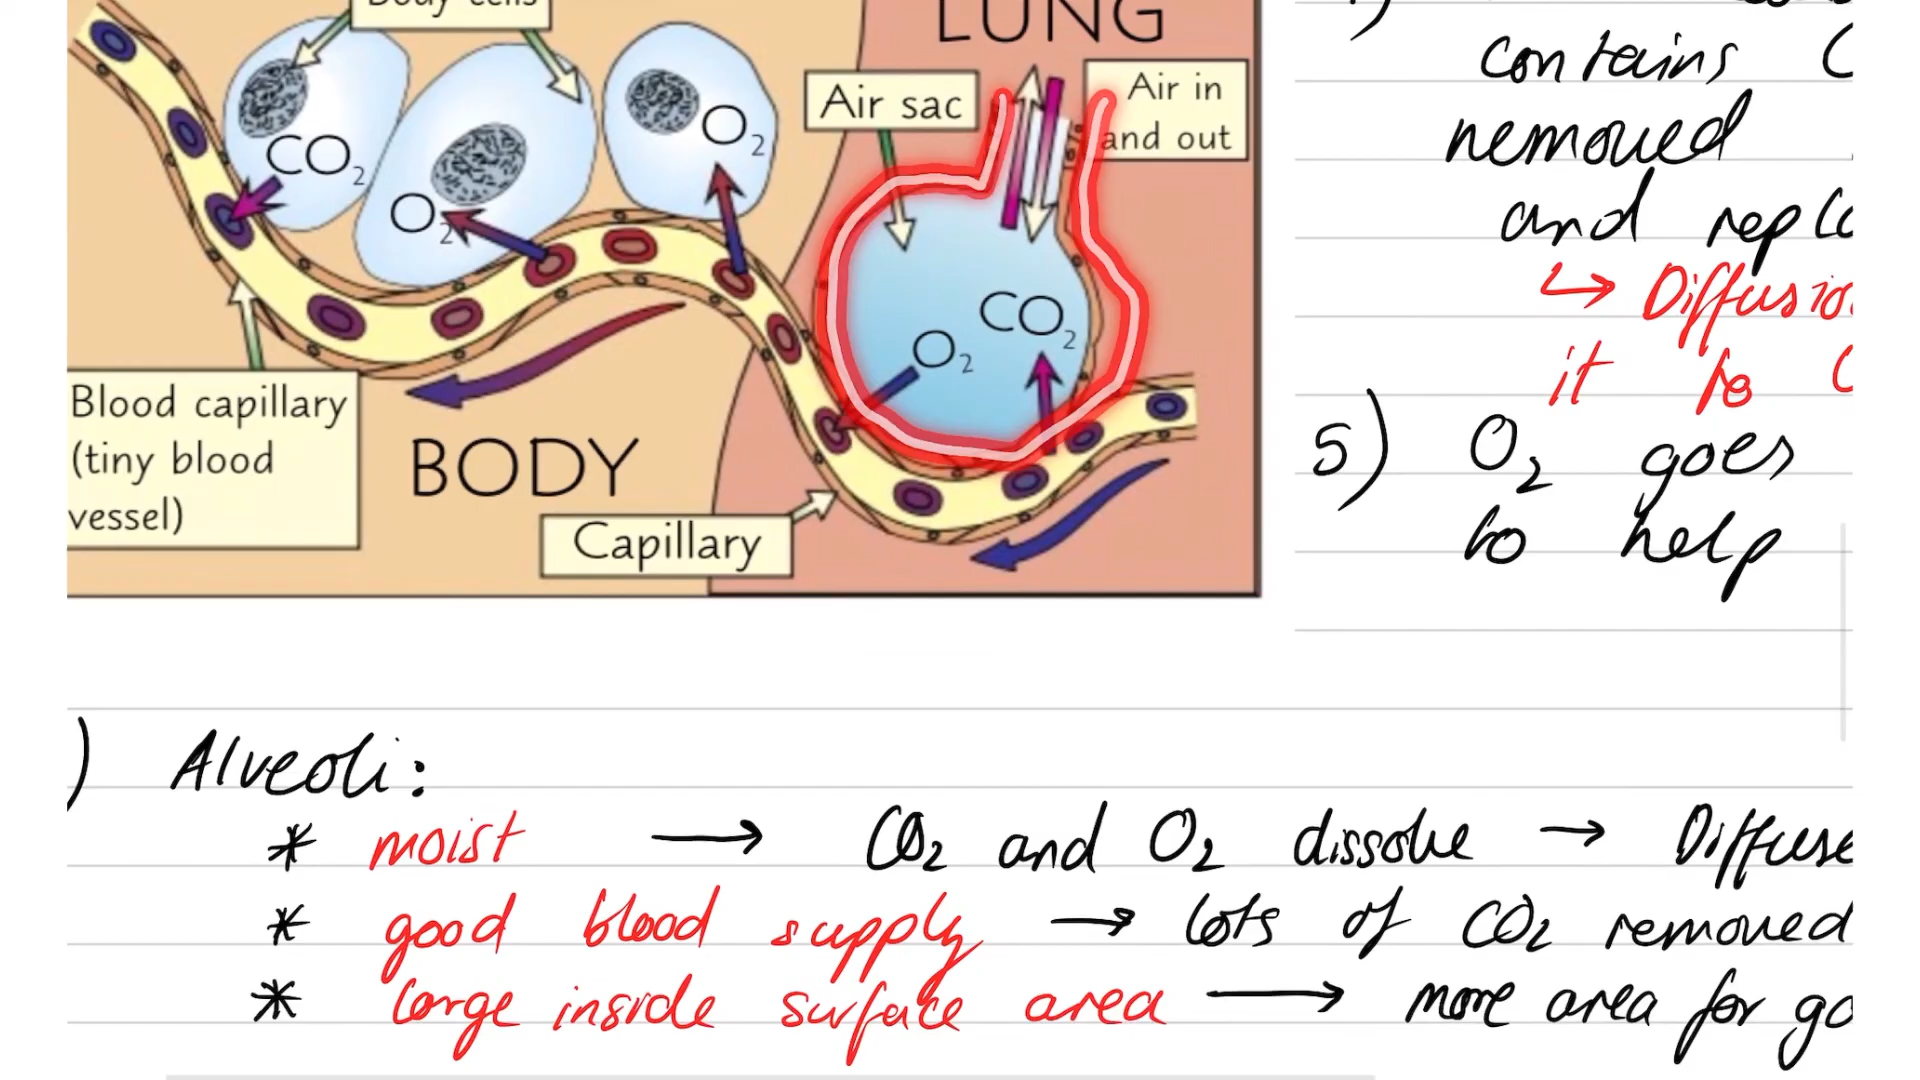 Body cells
LUNG
Air sac
Air in
and out
CO₂
O₂
O₂
CO₂
O₂
Blood capillary
(tiny blood
vessel)
BODY
Capillary
contains
removed
and
↳ Diffusion
it to
5) O₂ goes
to help
) Alveoli:
* moist → CO₂ and O₂ dissolve → Diffuse
* good blood supply → lots of CO₂ removed
* large inside surface area → more area for